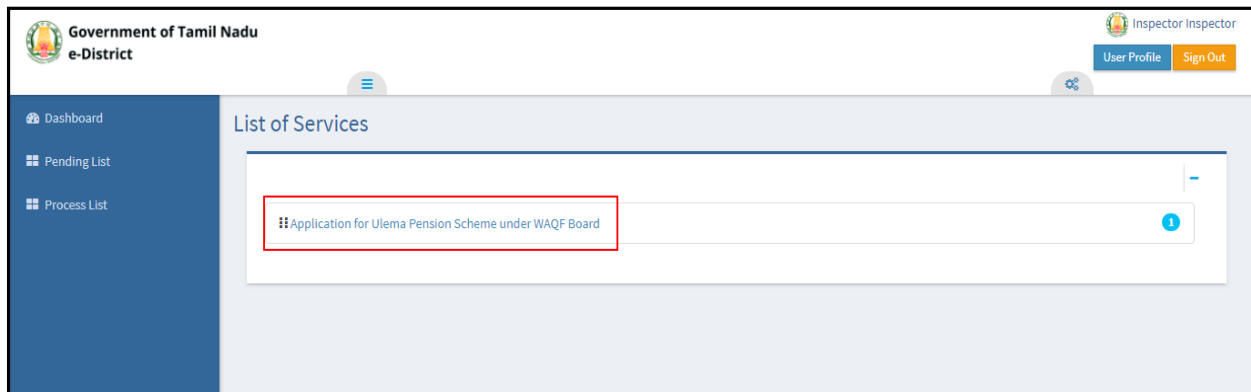 Government of Tamil Nadu
e-District
Inspector Inspector
User Profile Sign Out
Dashboard
Pending List
Process List
List of Services
Application for Ulema Pension Scheme under WAQF Board 1